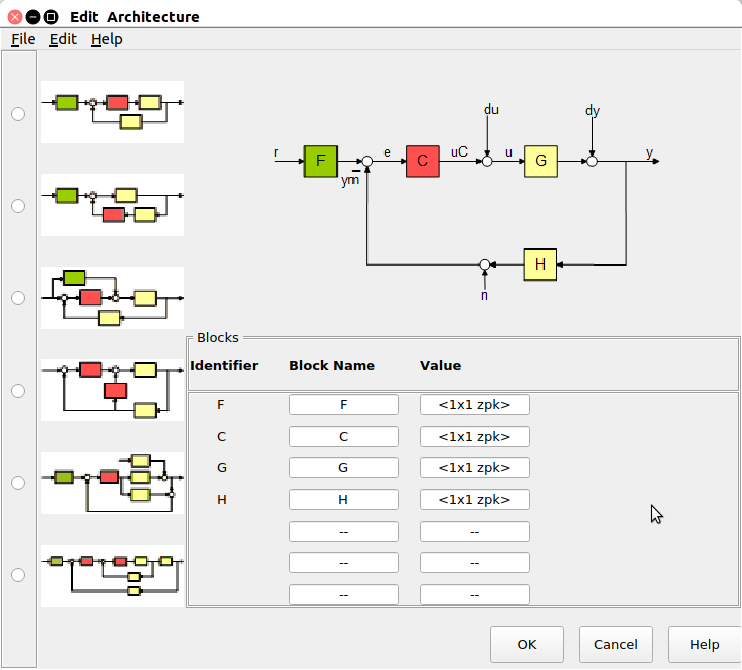 Edit Architecture
File Edit Help
du dy
r F e C uC u G y
ym
H
n
Blocks
Identifier Block Name Value
F F <1x1 zpk>
C C <1x1 zpk>
G G <1x1 zpk>
H H <1x1 zpk>
-- --
-- --
-- --
OK Cancel Help